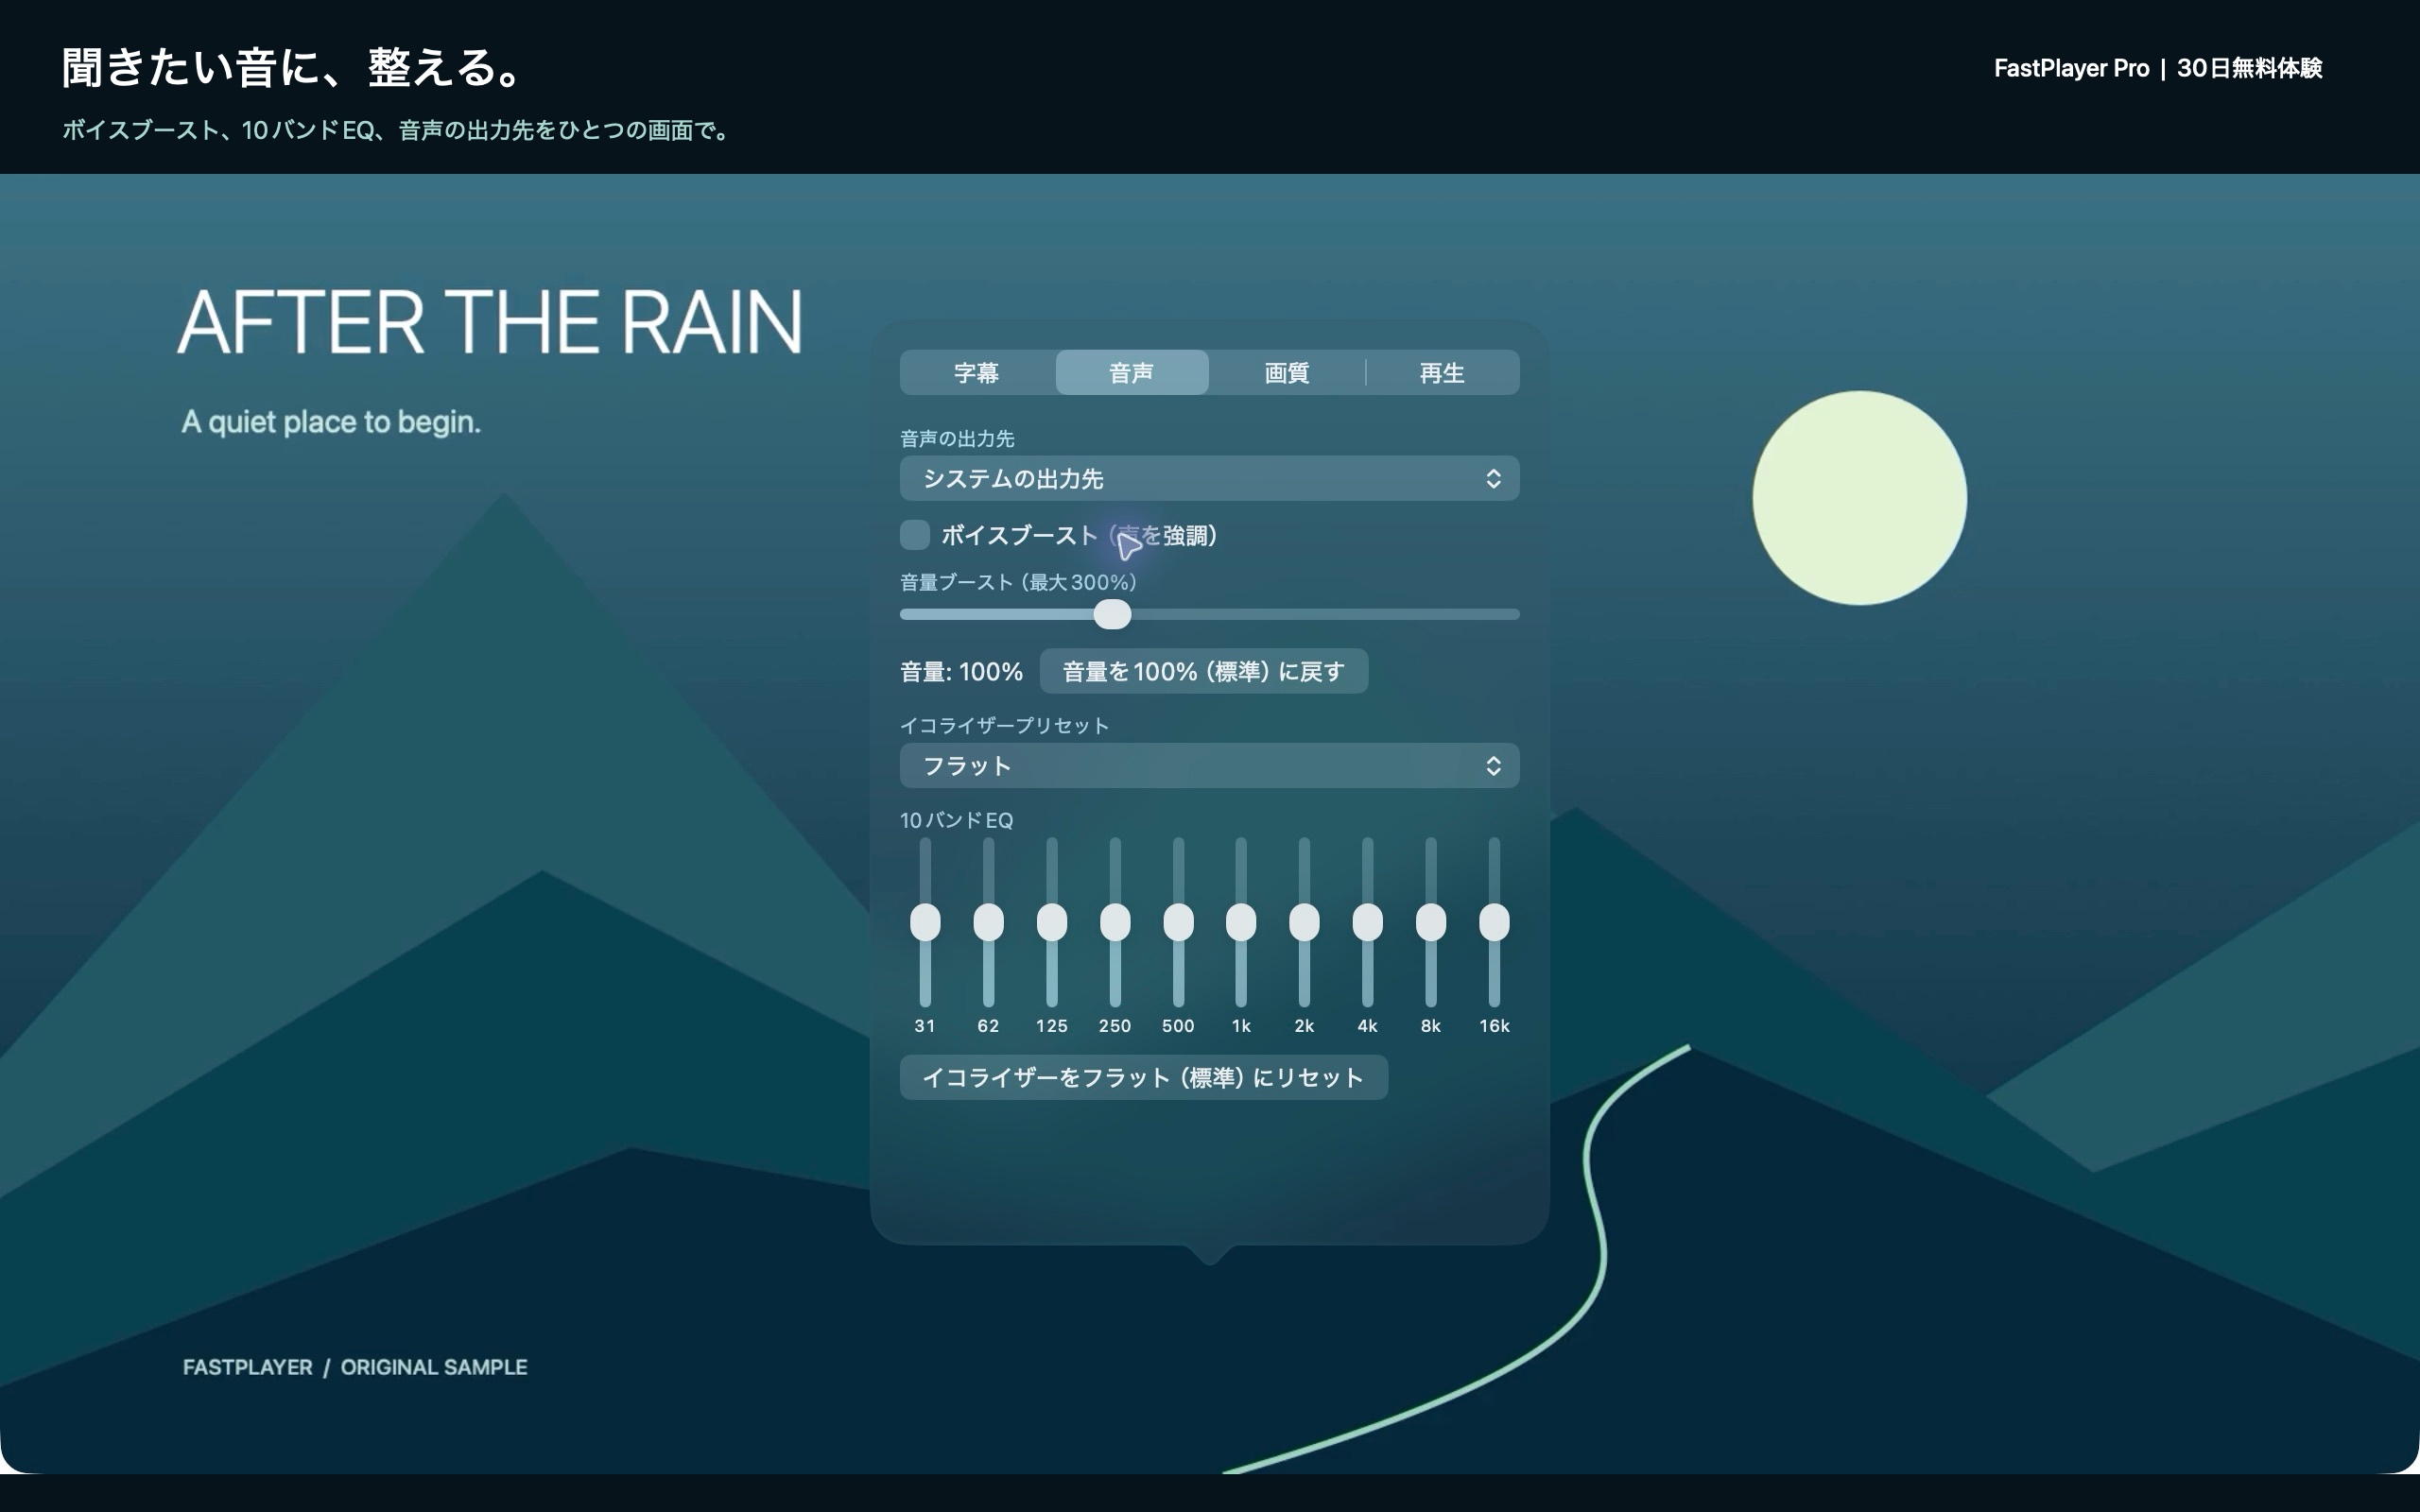 聞きたい音に、整える。
FastPlayer Pro | 30日無料体験
ボイスブースト、10バンドEQ、音声の出力先をひとつの画面で。
AFTER THE RAIN
A quiet place to begin.
字幕 音声 画質 再生
音声の出力先
システムの出力先
ボイスブースト（声を強調）
音量ブースト（最大300%）
音量: 100% 音量を100%（標準）に戻す
イコライザープリセット
フラット
10バンドEQ
31 62 125 250 500 1k 2k 4k 8k 16k
イコライザーをフラット（標準）にリセット
FASTPLAYER / ORIGINAL SAMPLE